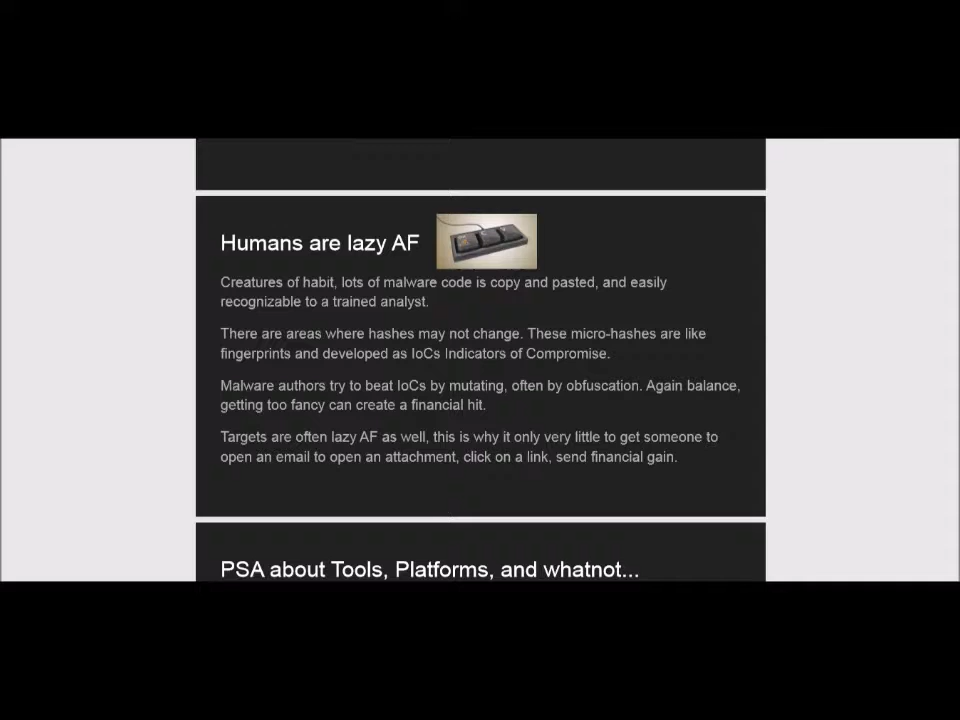 Humans are lazy AF
Creatures of habit, lots of malware code is copy and pasted, and easily
recognizable to a trained analyst.
There are areas where hashes may not change. These micro-hashes are like
fingerprints and developed as IoCs Indicators of Compromise.
Malware authors try to beat IoCs by mutating, often by obfuscation. Again balance,
getting too fancy can create a financial hit.
Targets are often lazy AF as well, this is why it only very little to get someone to
open an email to open an attachment, click on a link, send financial gain.
PSA about Tools, Platforms, and whatnot...